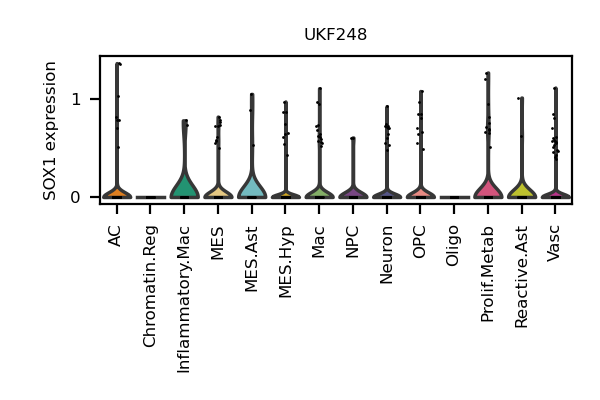 UKF248
SOX1 expression
1
0
AC
Chromatin.Reg
Inflammatory.Mac
MES
MES.Ast
MES.Hyp
Mac
NPC
Neuron
OPC
Oligo
Prolif.Metab
Reactive.Ast
Vasc